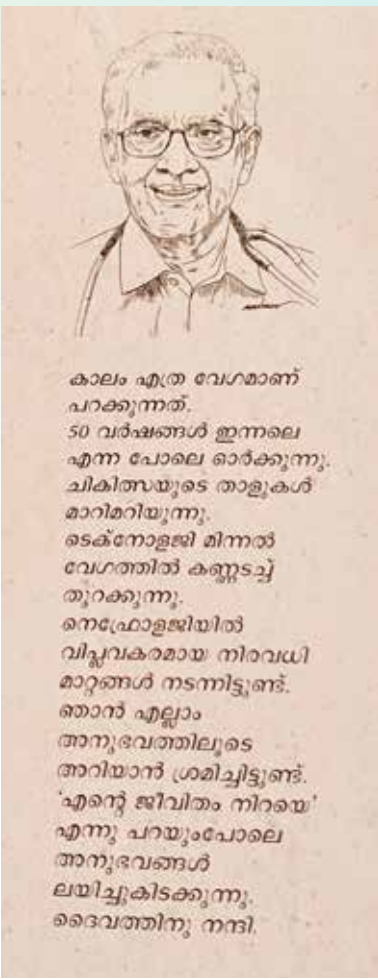 കാലം എത്ര വേഗമാണ്
പറക്കുന്നത്.
50 വർഷങ്ങൾ ഇന്നലെ
എന്ന പോലെ ഓർക്കുന്നു.
ചികിത്സയുടെ താളുകൾ
മാറിമറിയുന്നു.
ടെക്നോളജി മിന്നൽ
വേഗത്തിൽ കണ്ണടച്ച്
തുറക്കുന്നു.
നെഫ്രോളജിയിൽ
വിപ്ലവകരമായ നിരവധി
മാറ്റങ്ങൾ നടന്നിട്ടുണ്ട്.
ഞാൻ എല്ലാം
അനുഭവത്തിലൂടെ
അറിയാൻ ശ്രമിച്ചിട്ടുണ്ട്.
'എന്റെ ജീവിതം നിറയെ'
എന്നു പറയുംപോലെ
അനുഭവങ്ങൾ
ലയിച്ചുകിടക്കുന്നു.
ദൈവത്തിനു നന്ദി.